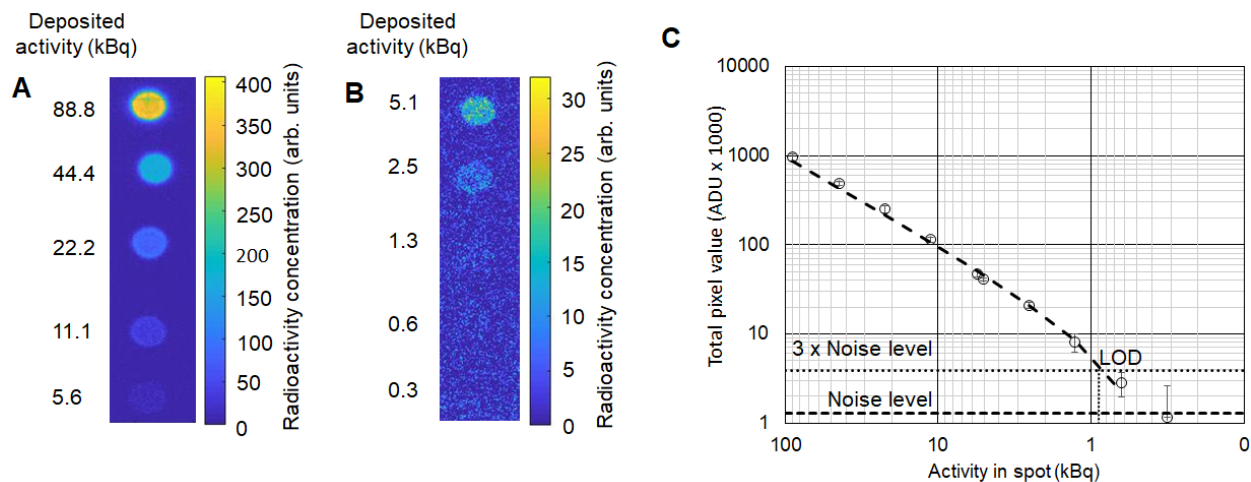 Deposited
activity (kBq)
A
88.8
44.4
22.2
11.1
5.6
400
350
300
250
200
150
100
50
0
Radioactivity concentration (arb. units)
Deposited
activity (kBq)
B
5.1
2.5
1.3
0.6
0.3
30
25
20
15
10
5
0
Radioactivity concentration (arb. units)
C
Total pixel value (ADU x 1000)
10000
1000
100
10
1
3 x Noise level
LOD
Noise level
100
10
1
0
Activity in spot (kBq)